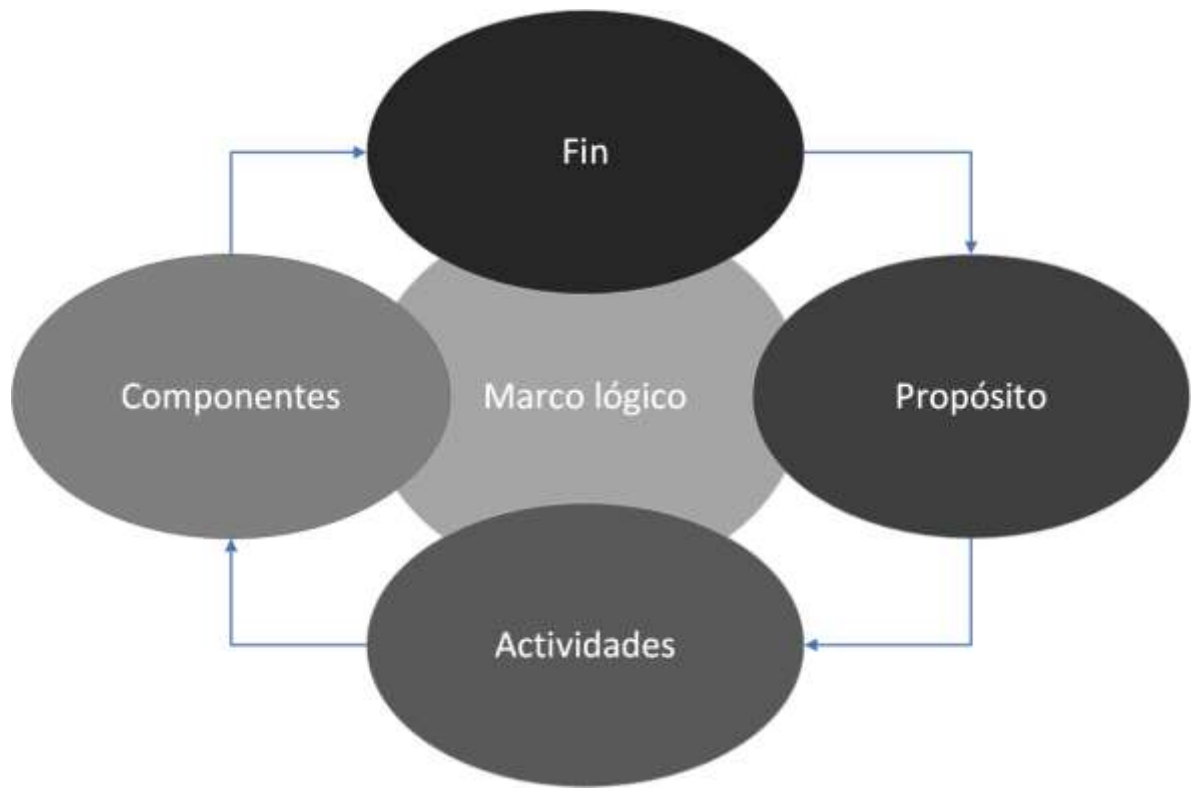 Fin
Componentes
Marco lógico
Propósito
Actividades